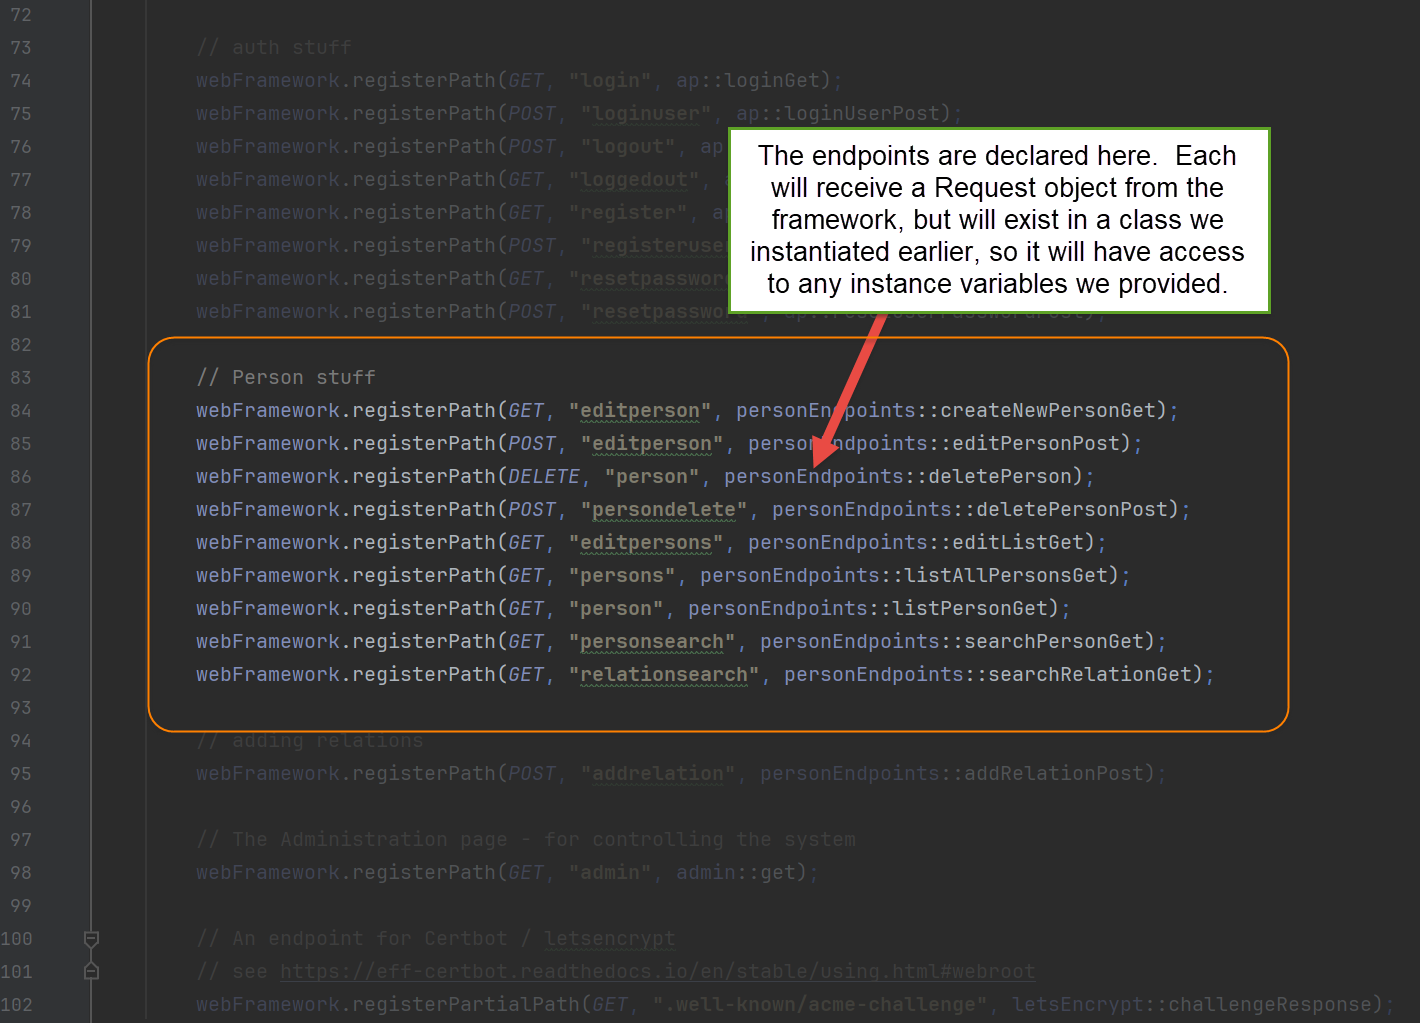 72
73 // auth stuff
74 webFramework.registerPath(GET, "login", ap::loginGet);
75 webFramework.registerPath(POST, "loginuser", ap::loginUserPost);
76 webFramework.registerPath(POST, "logout", ap
77 webFramework.registerPath(GET, "loggedout",
78 webFramework.registerPath(GET, "register",
79 webFramework.registerPath(POST, "registeruser
80 webFramework.registerPath(GET, "resetpassword
81 webFramework.registerPath(POST, "resetpassword",
The endpoints are declared here. Each
will receive a Request object from the
framework, but will exist in a class we
instantiated earlier, so it will have access
to any instance variables we provided.
82
83 // Person stuff
84 webFramework.registerPath(GET, "editperson", personEndpoints::createNewPersonGet);
85 webFramework.registerPath(POST, "editperson", personEndpoints::editPersonPost);
86 webFramework.registerPath(DELETE, "person", personEndpoints::deletePerson);
87 webFramework.registerPath(POST, "persondelete", personEndpoints::deletePersonPost);
88 webFramework.registerPath(GET, "editpersons", personEndpoints::editListGet);
89 webFramework.registerPath(GET, "persons", personEndpoints::listAllPersonsGet);
90 webFramework.registerPath(GET, "person", personEndpoints::listPersonGet);
91 webFramework.registerPath(GET, "personsearch", personEndpoints::searchPersonGet);
92 webFramework.registerPath(GET, "relationsearch", personEndpoints::searchRelationGet);
93
94 // adding relations
95 webFramework.registerPath(POST, "addrelation", personEndpoints::addRelationPost);
96
97 // The Administration page - for controlling the system
98 webFramework.registerPath(GET, "admin", admin::get);
99
100 // An endpoint for Certbot / letsencrypt
101 // see https://eff-certbot.readthedocs.io/en/stable/using.html#webroot
102 webFramework.registerPartialPath(GET, ".well-known/acme-challenge", letsEncrypt::challengeResponse);